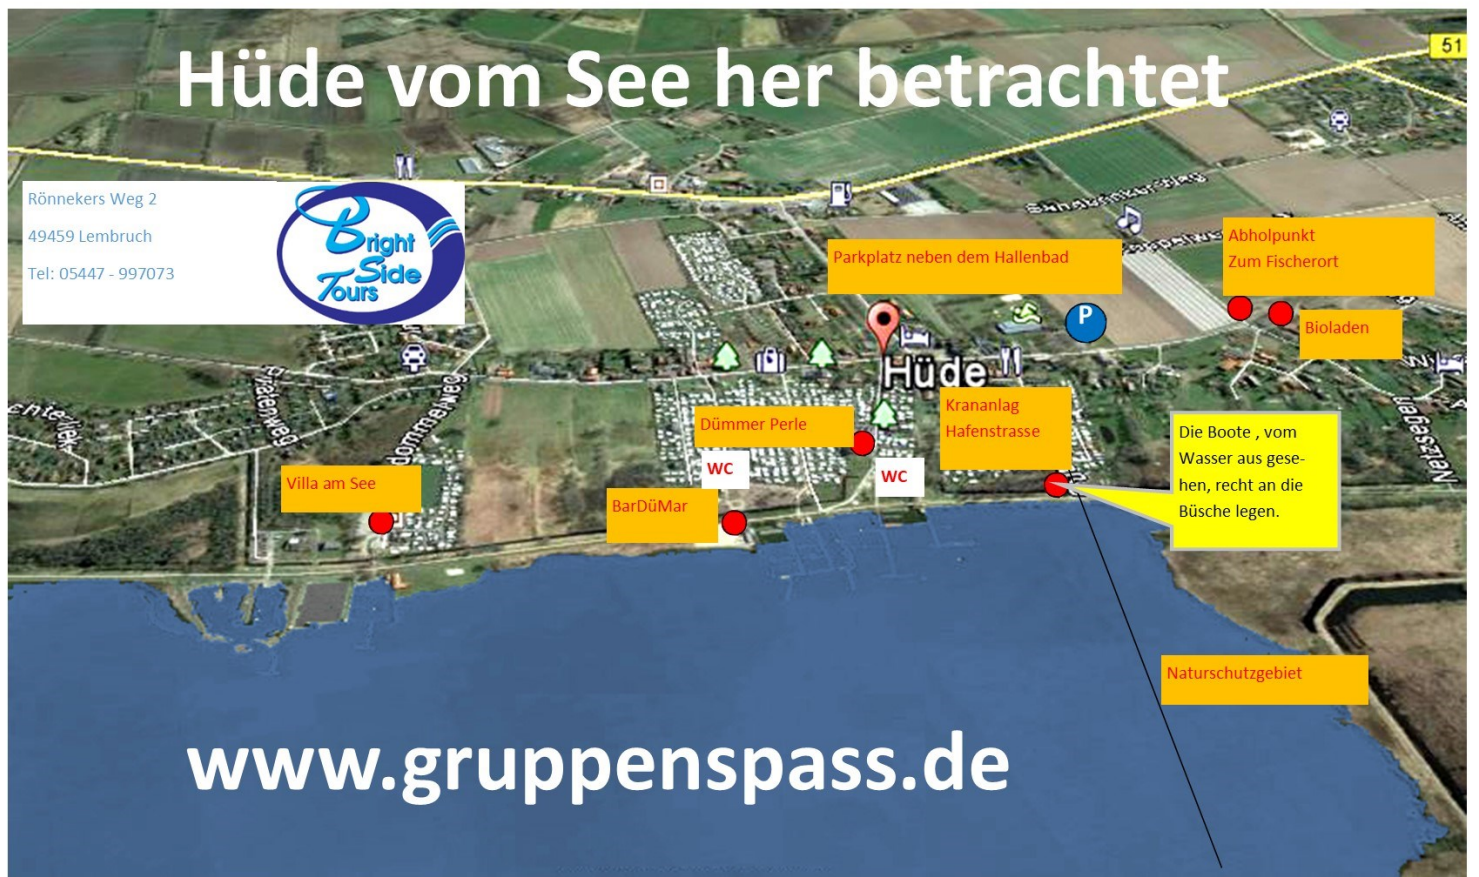 Hüde vom See her betrachtet
51
Rönnekers Weg 2
49459 Lembruch
Tel: 05447 - 997073
Bright
Side
Tours
Parkplatz neben dem Hallenbad
Abholpunkt
Zum Fischerort
P
Bioladen
Hüde
Krananlag
Hafenstrasse
Dümmer Perle
WC
WC
Villa am See
BarDüMar
Die Boote , vom
Wasser aus gese-
hen, recht an die
Büsche legen.
Naturschutzgebiet
www.gruppenspass.de